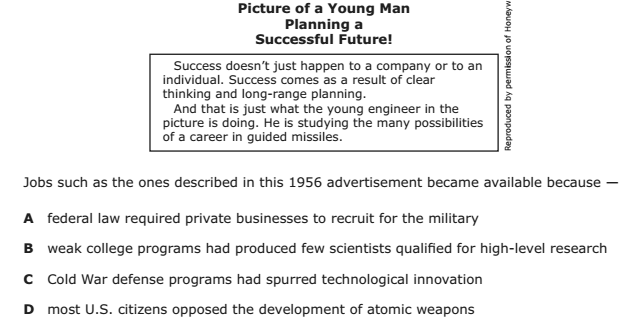 Picture of a Young Man
Planning a
Successful Future!
Success doesn't just happen to a company or to an
individual. Success comes as a result of clear
thinking and long-range planning.
And that is just what the young engineer in the
picture is doing. He is studying the many possibilities
of a career in guided missiles.
Reproduced by permission of Honeyw
Jobs such as the ones described in this 1956 advertisement became available because —
A federal law required private businesses to recruit for the military
B weak college programs had produced few scientists qualified for high-level research
C Cold War defense programs had spurred technological innovation
D most U.S. citizens opposed the development of atomic weapons